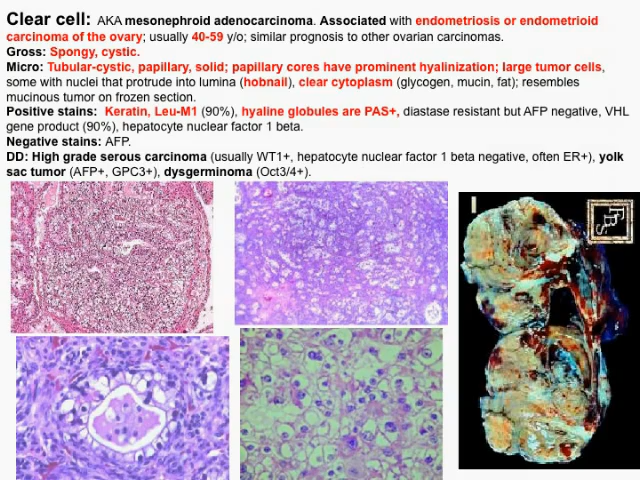 Clear cell: AKA mesonephroid adenocarcinoma. Associated with endometriosis or endometrioid
carcinoma of the ovary; usually 40-59 y/o; similar prognosis to other ovarian carcinomas.
Gross: Spongy, cystic.
Micro: Tubular-cystic, papillary, solid; papillary cores have prominent hyalinization; large tumor cells,
some with nuclei that protrude into lumina (hobnail), clear cytoplasm (glycogen, mucin, fat); resembles
mucinous tumor on frozen section.
Positive stains: Keratin, Leu-M1 (90%), hyaline globules are PAS+, diastase resistant but AFP negative, VHL
gene product (90%), hepatocyte nuclear factor 1 beta.
Negative stains: AFP.
DD: High grade serous carcinoma (usually WT1+, hepatocyte nuclear factor 1 beta negative, often ER+), yolk
sac tumor (AFP+, GPC3+), dysgerminoma (Oct3/4+).